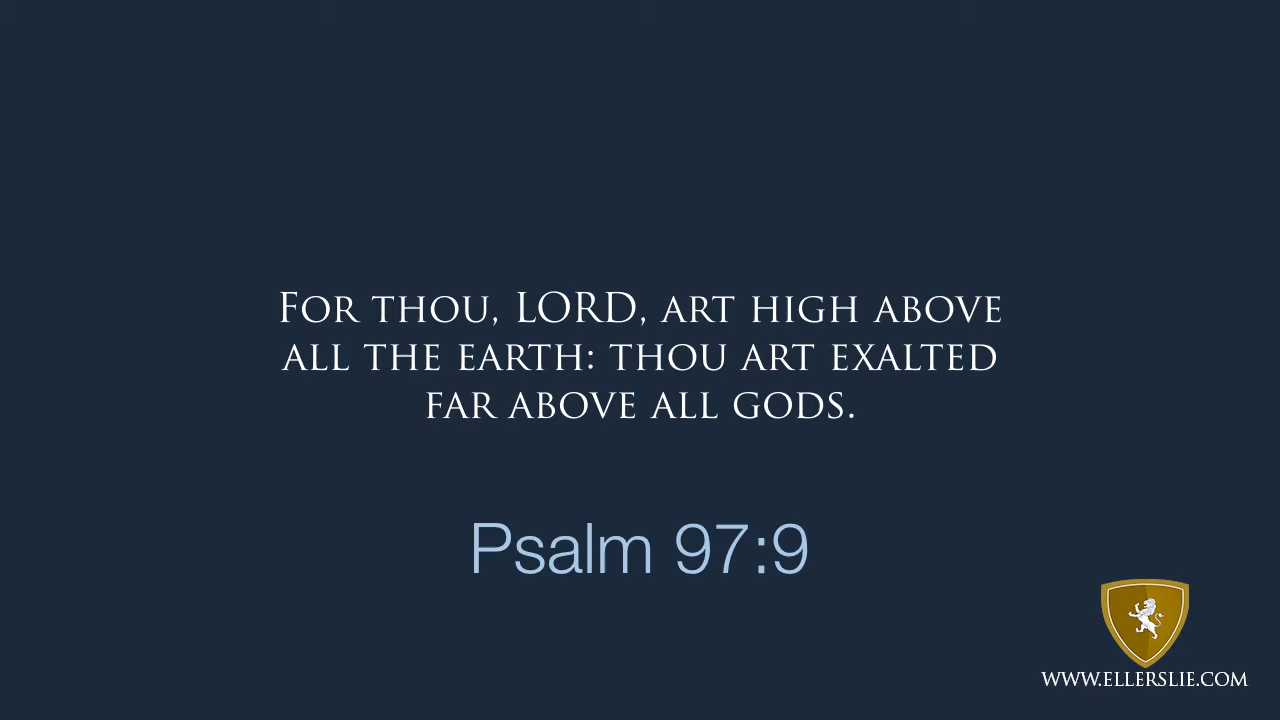 For thou, LORD, art high above
all the earth: thou art exalted
far above all gods.
Psalm 97:9
WWW.ELLERSLIE.COM